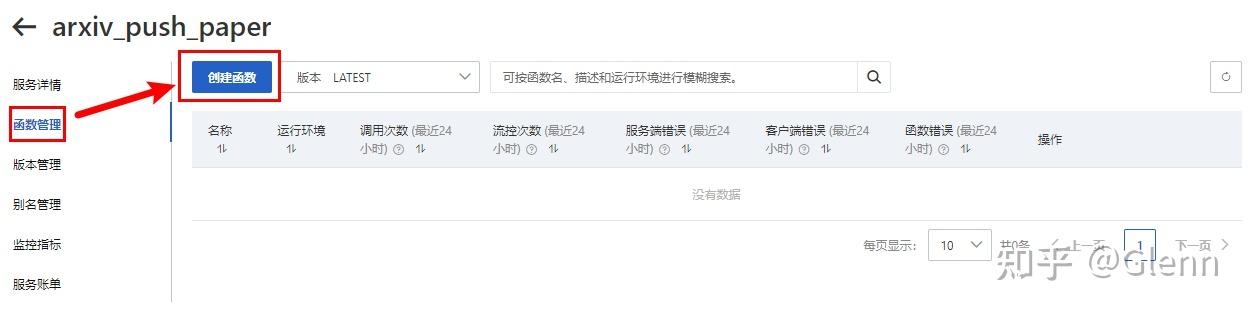 arxiv_push_paper
服务详情
函数管理
版本管理
别名管理
监控指标
服务账单
创建函数
版本 LATEST
可按函数名、描述和运行环境进行模糊搜索。
名称
运行环境
调用次数 (最近24
小时)
流控次数 (最近24
小时)
服务端错误 (最近24
小时)
客户端错误 (最近24
小时)
函数错误 (最近24
小时)
操作
没有数据
每页显示: 10 共0条 上一页 1 下一页
知乎 @Glenn